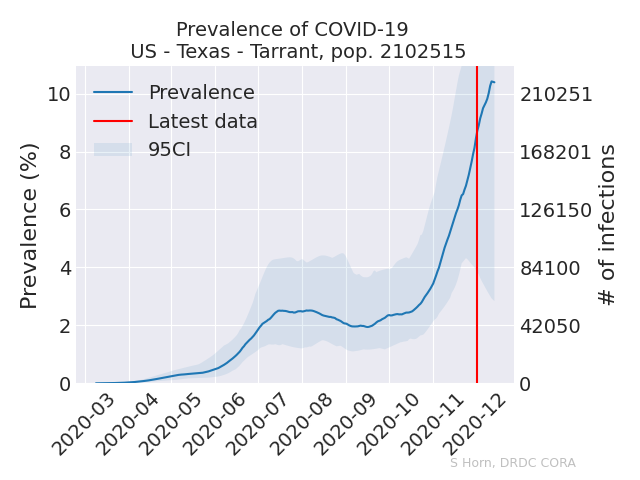 Prevalence of COVID-19
US - Texas - Tarrant, pop. 2102515
Prevalence
Latest data
95CI
Prevalence (%)
10
8
6
4
2
0
# of infections
210251
168201
126150
84100
42050
0
2020-03
2020-04
2020-05
2020-06
2020-07
2020-08
2020-09
2020-10
2020-11
2020-12
S Horn, DRDC CORA